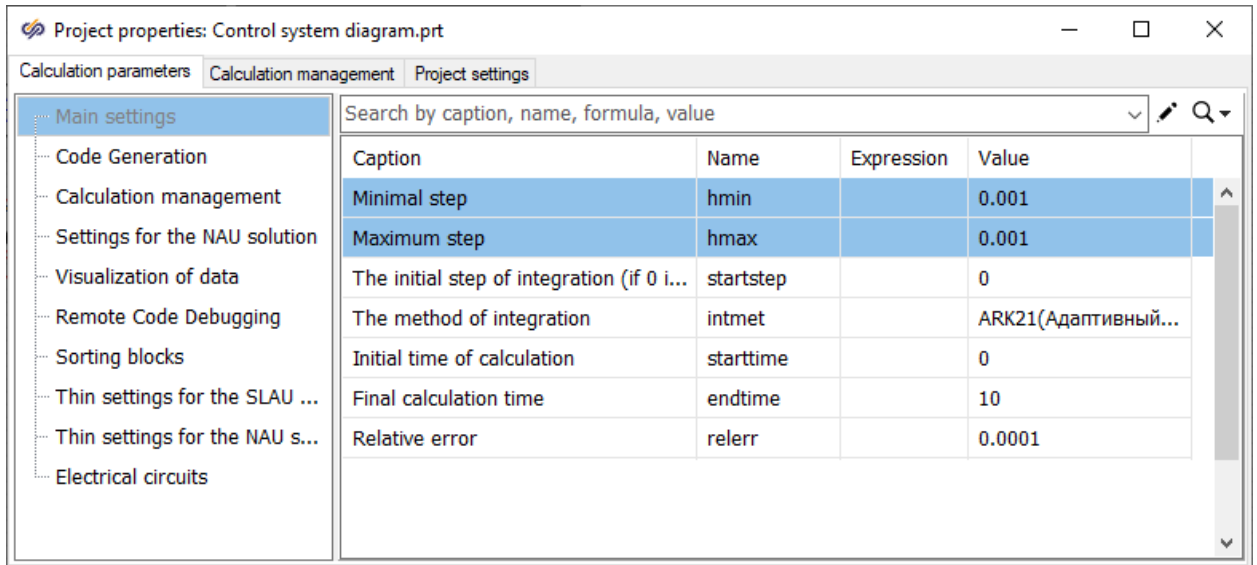 Project properties: Control system diagram.prt
Calculation parameters Calculation management Project settings
Main settings
Code Generation
Calculation management
Settings for the NAU solution
Visualization of data
Remote Code Debugging
Sorting blocks
Thin settings for the SLAU ...
Thin settings for the NAU s...
Electrical circuits
Search by caption, name, formula, value
Caption Name Expression Value
Minimal step hmin 0.001
Maximum step hmax 0.001
The initial step of integration (if 0 i... startstep 0
The method of integration intmet ARK21(Адаптивный...
Initial time of calculation starttime 0
Final calculation time endtime 10
Relative error relerr 0.0001